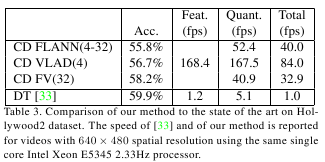 Feat. Quant. Total
Acc. (fps) (fps) (fps)
CD FLANN(4-32) 55.8% 52.4 40.0
CD VLAD(4) 56.7% 168.4 167.5 84.0
CD FV(32) 58.2% 40.9 32.9
DT [33] 59.9% 1.2 5.1 1.0
Table 3. Comparison of our method to the state of the art on Hol-
lywood2 dataset. The speed of [33] and of our method is reported
for videos with 640 × 480 spatial resolution using the same single
core Intel Xeon E5345 2.33Hz processor.